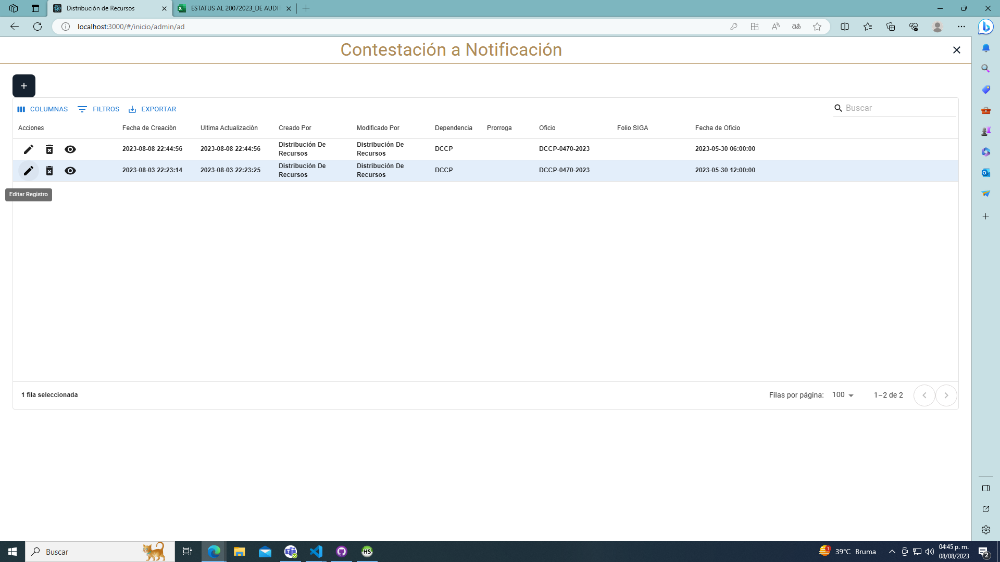 Distribución de Recursos
ESTATUS AL 20072023_DE AUDIT
localhost:3000/#/inicio/admin/ad
Contestación a Notificación
COLUMNAS FILTROS EXPORTAR Buscar
Acciones Fecha de Creación Ultima Actualización Creado Por Modificado Por Dependencia Prorroga Oficio Folio SIGA Fecha de Oficio
2023-08-08 22:44:56 2023-08-08 22:44:56 Distribución De Recursos Distribución De Recursos DCCP DCCP-0470-2023 2023-05-30 06:00:00
2023-08-03 22:23:14 2023-08-03 22:23:25 Distribución De Recursos Distribución De Recursos DCCP DCCP-0470-2023 2023-05-30 12:00:00
Editar Registro
1 fila seleccionada Filas por página: 100 1–2 de 2
Buscar
HS
1
39°C Bruma
04:45 p. m.
08/08/2023
2